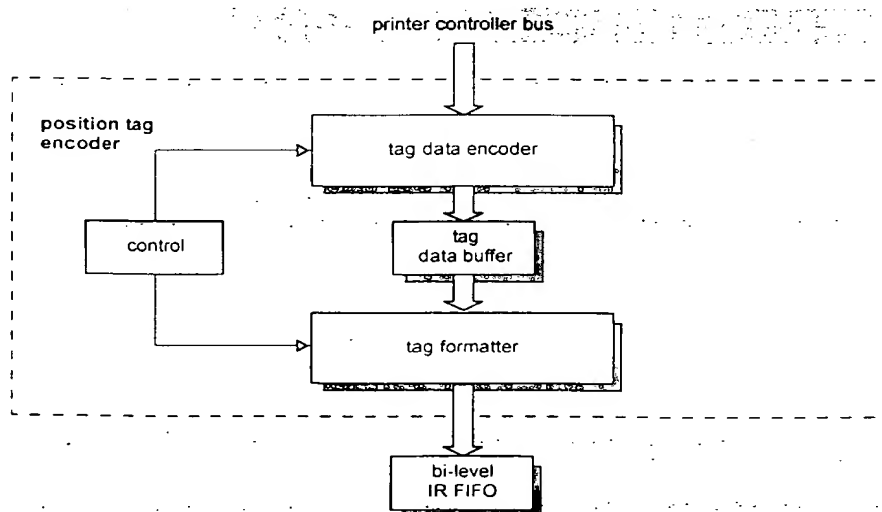 printer controller bus
position tag
encoder
tag data encoder
control
tag
data buffer
tag formatter
bi-level
IR FIFO